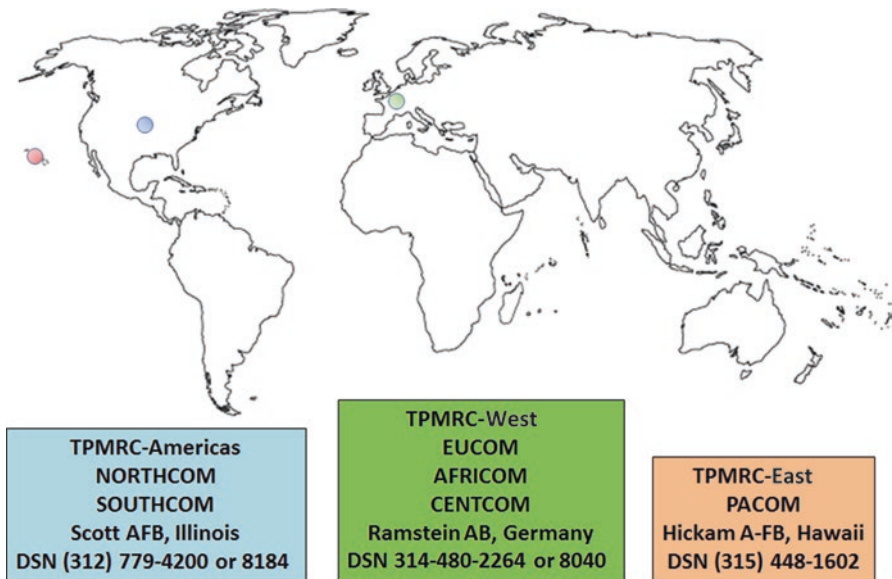 TPMRC-Americas
NORTHCOM
SOUTHCOM
Scott AFB, Illinois
DSN (312) 779-4200 or 8184
TPMRC-West
EUCOM
AFRICOM
CENTCOM
Ramstein AB, Germany
DSN 314-480-2264 or 8040
TPMRC-East
PACOM
Hickam A-FB, Hawaii
DSN (315) 448-1602